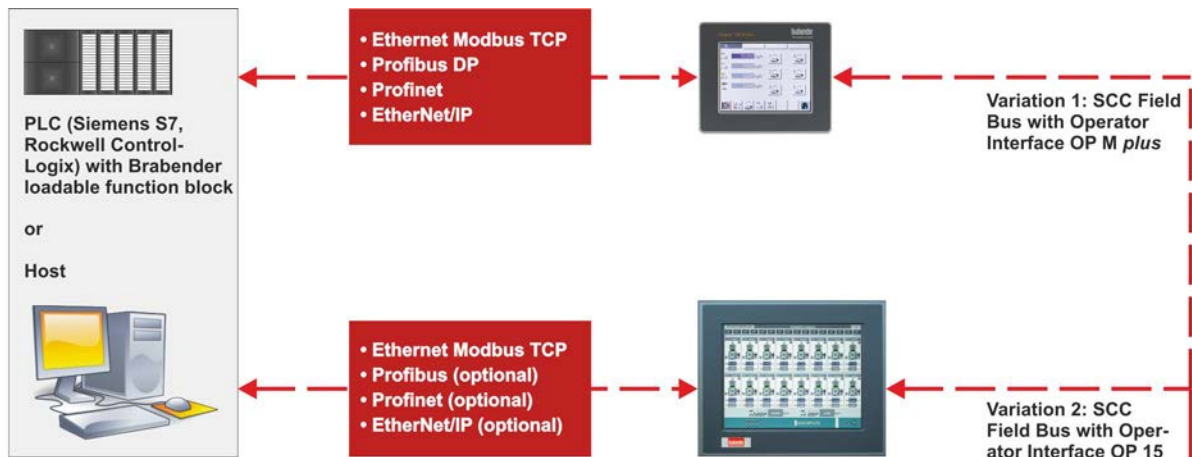 PLC (Siemens S7,
Rockwell Control-
Logix) with Brabender
loadable function block
or
Host
• Ethernet Modbus TCP
• Profibus DP
• Profinet
• EtherNet/IP
Variation 1: SCC Field
Bus with Operator
Interface OP M plus
• Ethernet Modbus TCP
• Profibus (optional)
• Profinet (optional)
• EtherNet/IP (optional)
Variation 2: SCC
Field Bus with Oper-
ator Interface OP 15